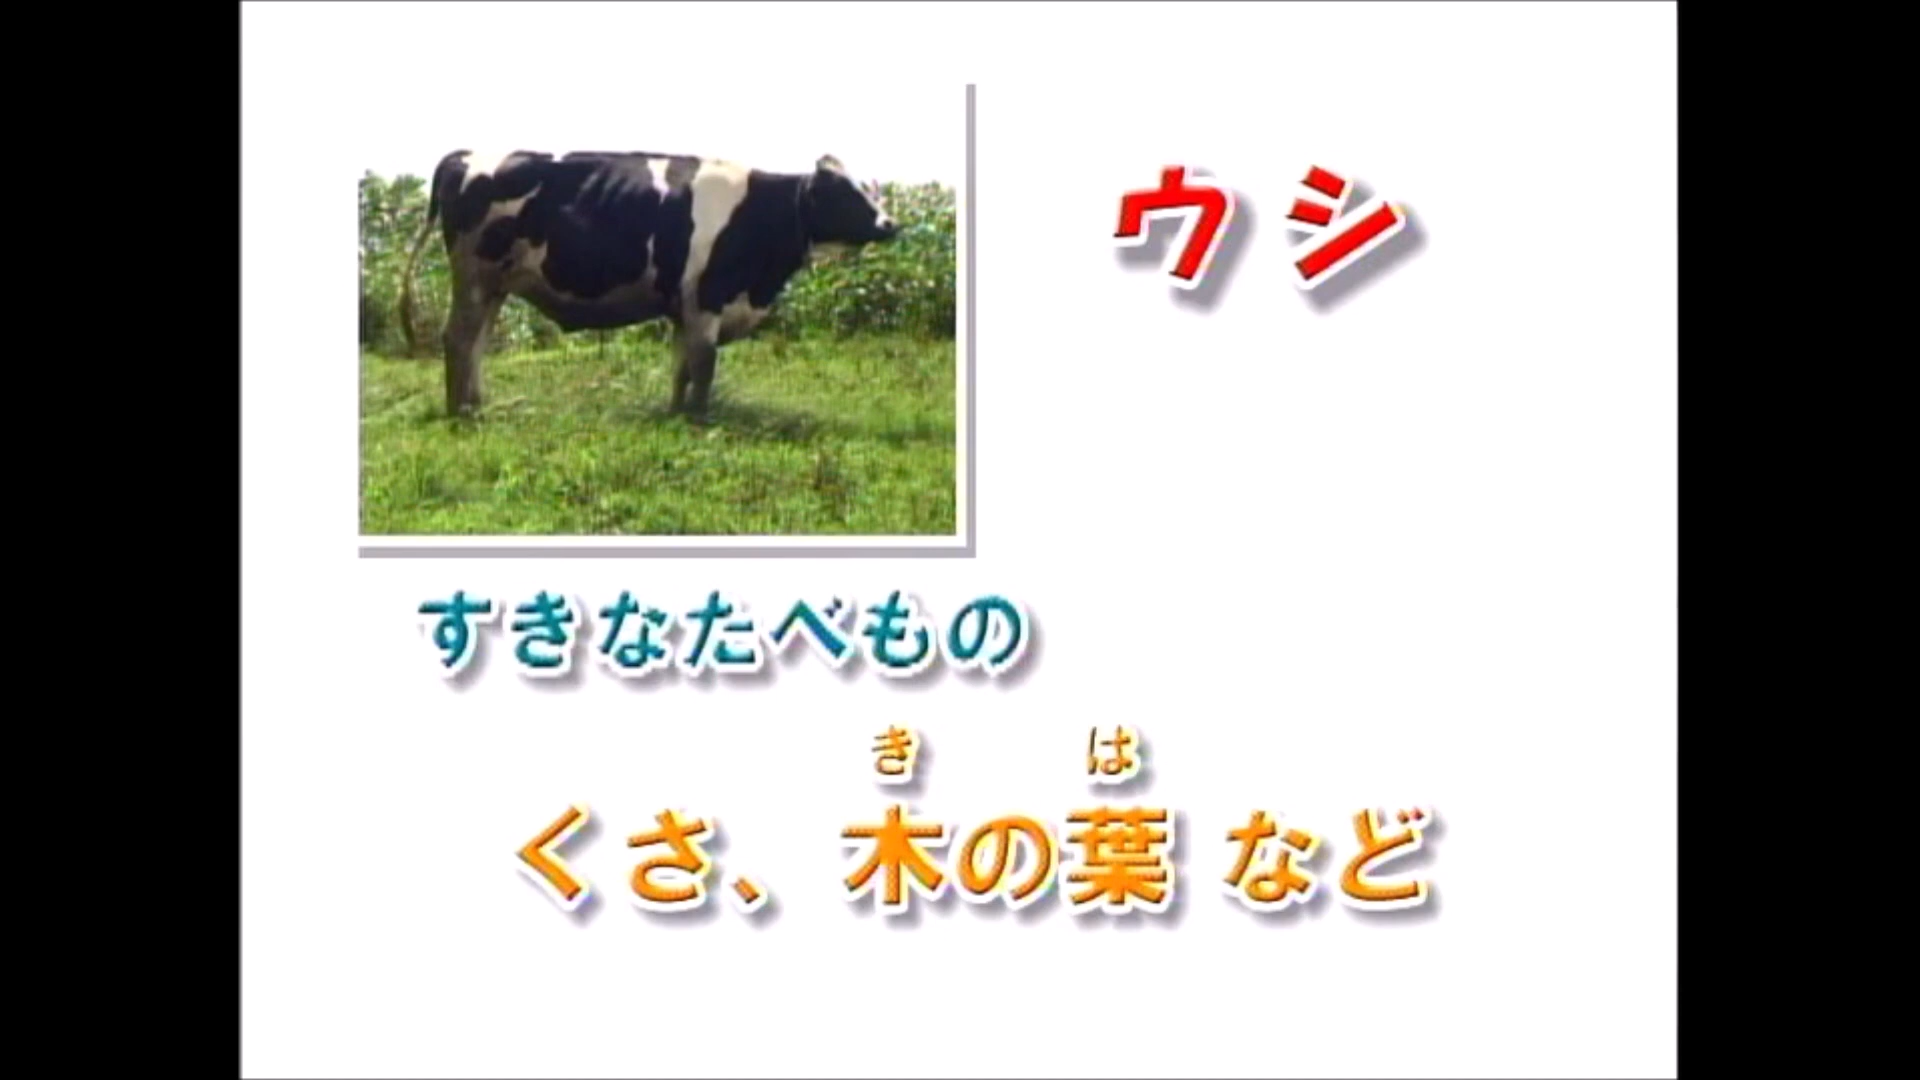 ウシ
すきなたべもの
き は
くさ、木の葉 など